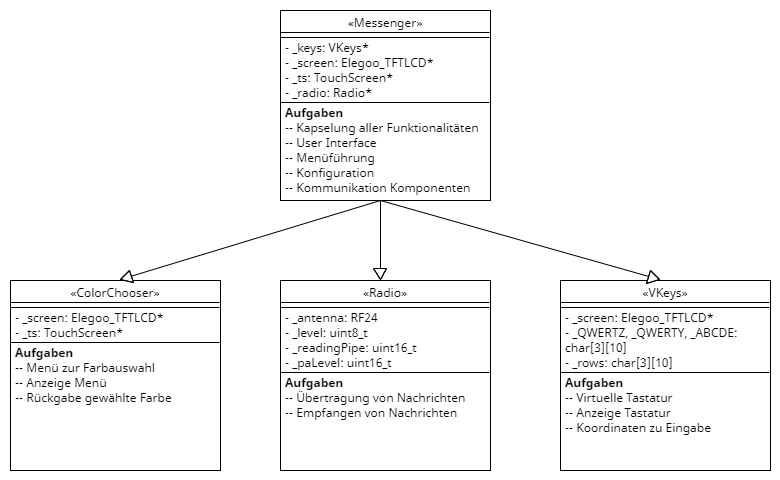 «Messenger»
- _keys: VKeys*
- _screen: Elegoo_TFTLCD*
- _ts: TouchScreen*
- _radio: Radio*
Aufgaben
-- Kapselung aller Funktionalitäten
-- User Interface
-- Menüführung
-- Konfiguration
-- Kommunikation Komponenten
«ColorChooser»
- _screen: Elegoo_TFTLCD*
- _ts: TouchScreen*
Aufgaben
-- Menü zur Farbauswahl
-- Anzeige Menü
-- Rückgabe gewählte Farbe
«Radio»
- _antenna: RF24
- _level: uint8_t
- _readingPipe: uint16_t
- _paLevel: uint16_t
Aufgaben
-- Übertragung von Nachrichten
-- Empfangen von Nachrichten
«VKeys»
- _screen: Elegoo_TFTLCD*
- _QWERTZ, _QWERTY, _ABCDE:
char[3][10]
- _rows: char[3][10]
Aufgaben
-- Virtuelle Tastatur
-- Anzeige Tastatur
-- Koordinaten zu Eingabe